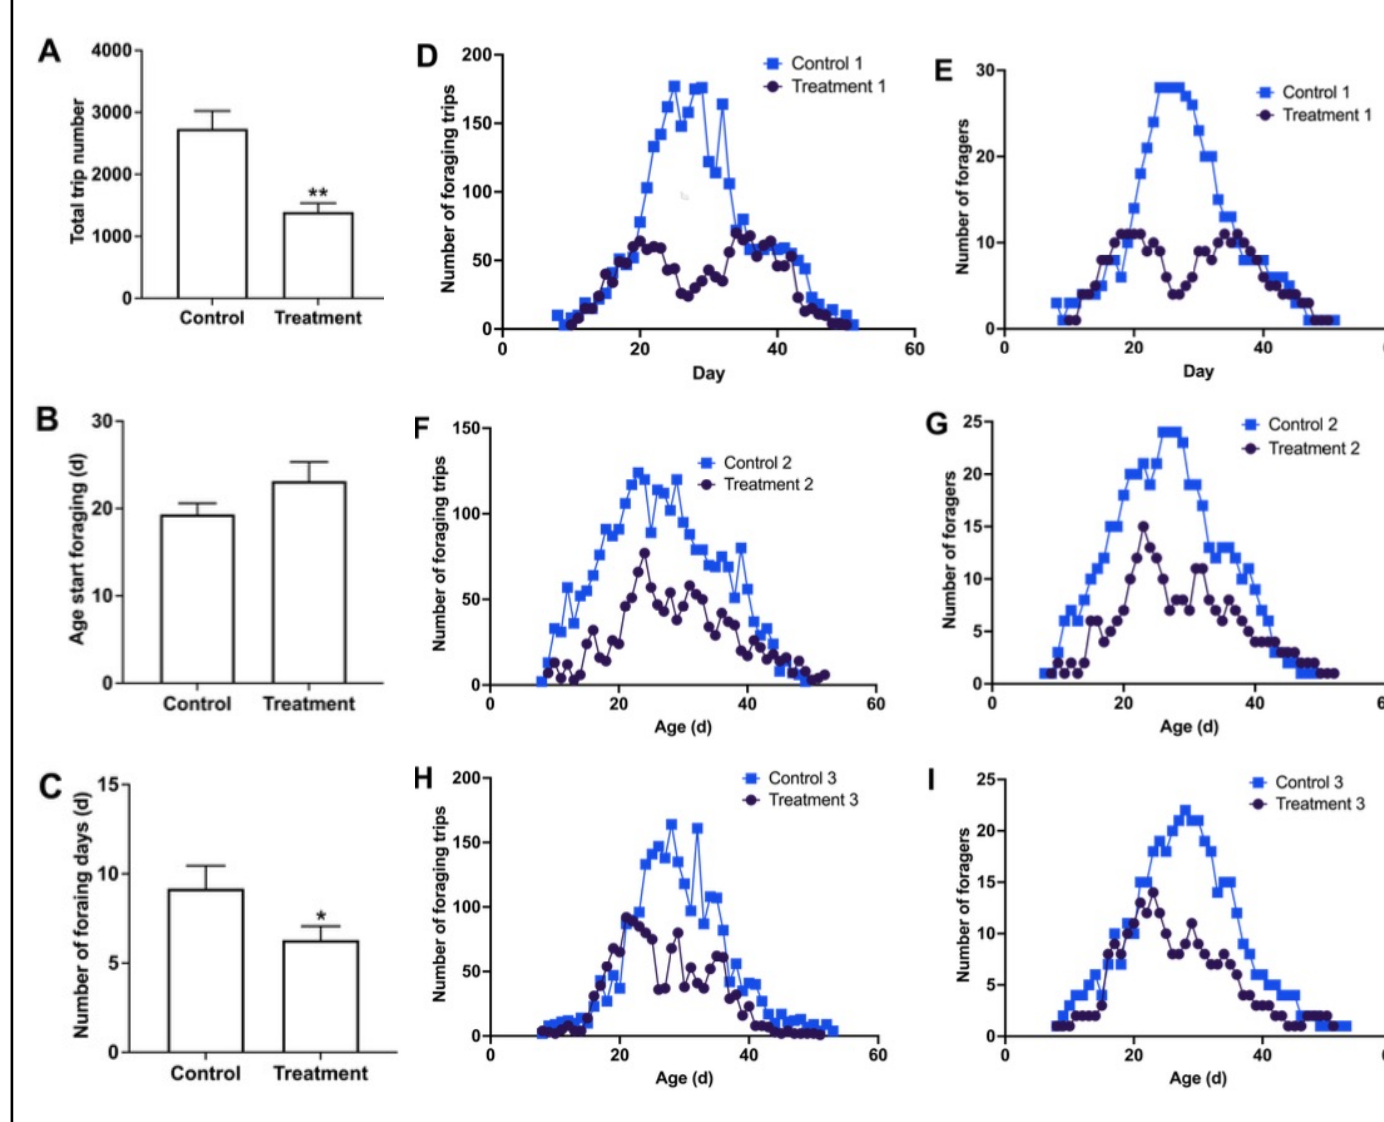 A
Total trip number
4000
3000
2000
1000
0
**
Control Treatment
B
Age start foraging (d)
30
20
10
0
Control Treatment
C
Number of foraing days (d)
15
10
5
0
*
Control Treatment
D
Number of foraging trips
200
150
100
50
0
Control 1
Treatment 1
0 20 40 60
Day
E
Number of foragers
30
20
10
0
Control 1
Treatment 1
0 20 40
Day
F
Number of foraging trips
150
100
50
0
Control 2
Treatment 2
0 20 40 60
Age (d)
G
Number of foragers
25
20
15
10
5
0
Control 2
Treatment 2
0 20 40
Age (d)
H
Number of foraging trips
200
150
100
50
0
Control 3
Treatment 3
0 20 40 60
Age (d)
I
Number of foragers
25
20
15
10
5
0
Control 3
Treatment 3
0 20 40
Age (d)